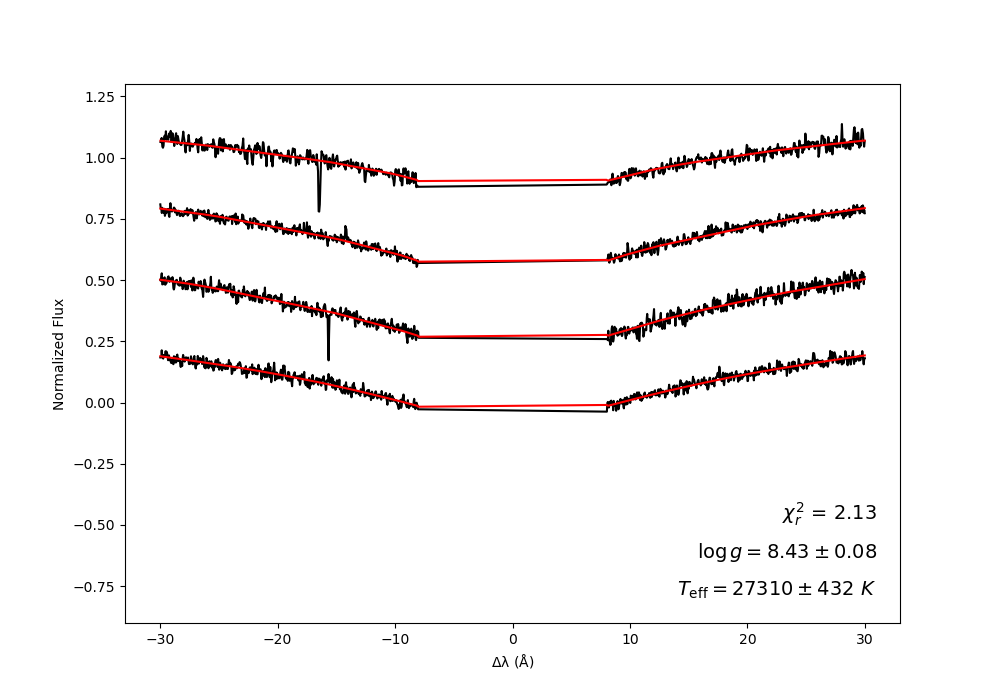 1.25
1.00
0.75
0.50
0.25
0.00
−0.25
−0.50
−0.75
Normalized Flux
χ²ᵣ = 2.13
log g = 8.43 ± 0.08
T_eff = 27310 ± 432 K
−30 −20 −10 0 10 20 30
Δλ (Å)